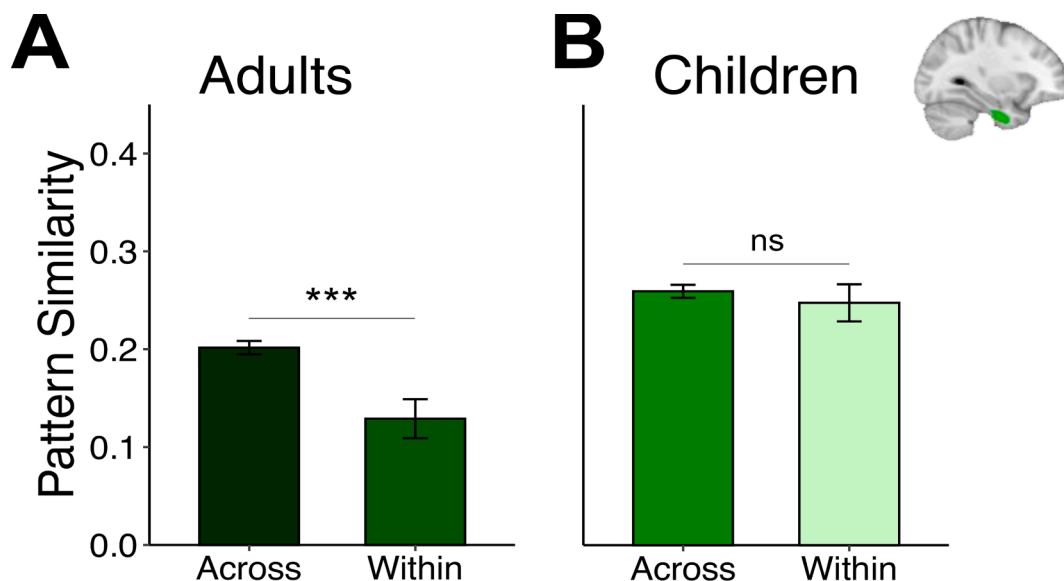 A
Adults
Pattern Similarity
0.4
0.3
0.2
0.1
0.0
***
Across
Within
B
Children
ns
Across
Within